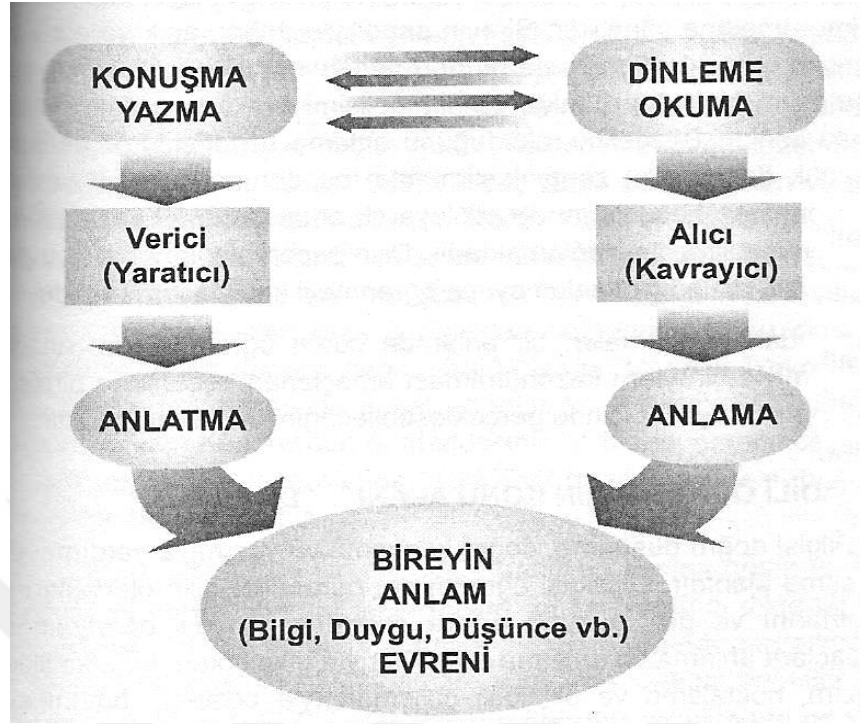 KONUŞMA
YAZMA
DİNLEME
OKUMA
Verici
(Yaratıcı)
Alıcı
(Kavrayıcı)
ANLATMA
ANLAMA
BİREYİN
ANLAM
(Bilgi, Duygu, Düşünce vb.)
EVRENİ